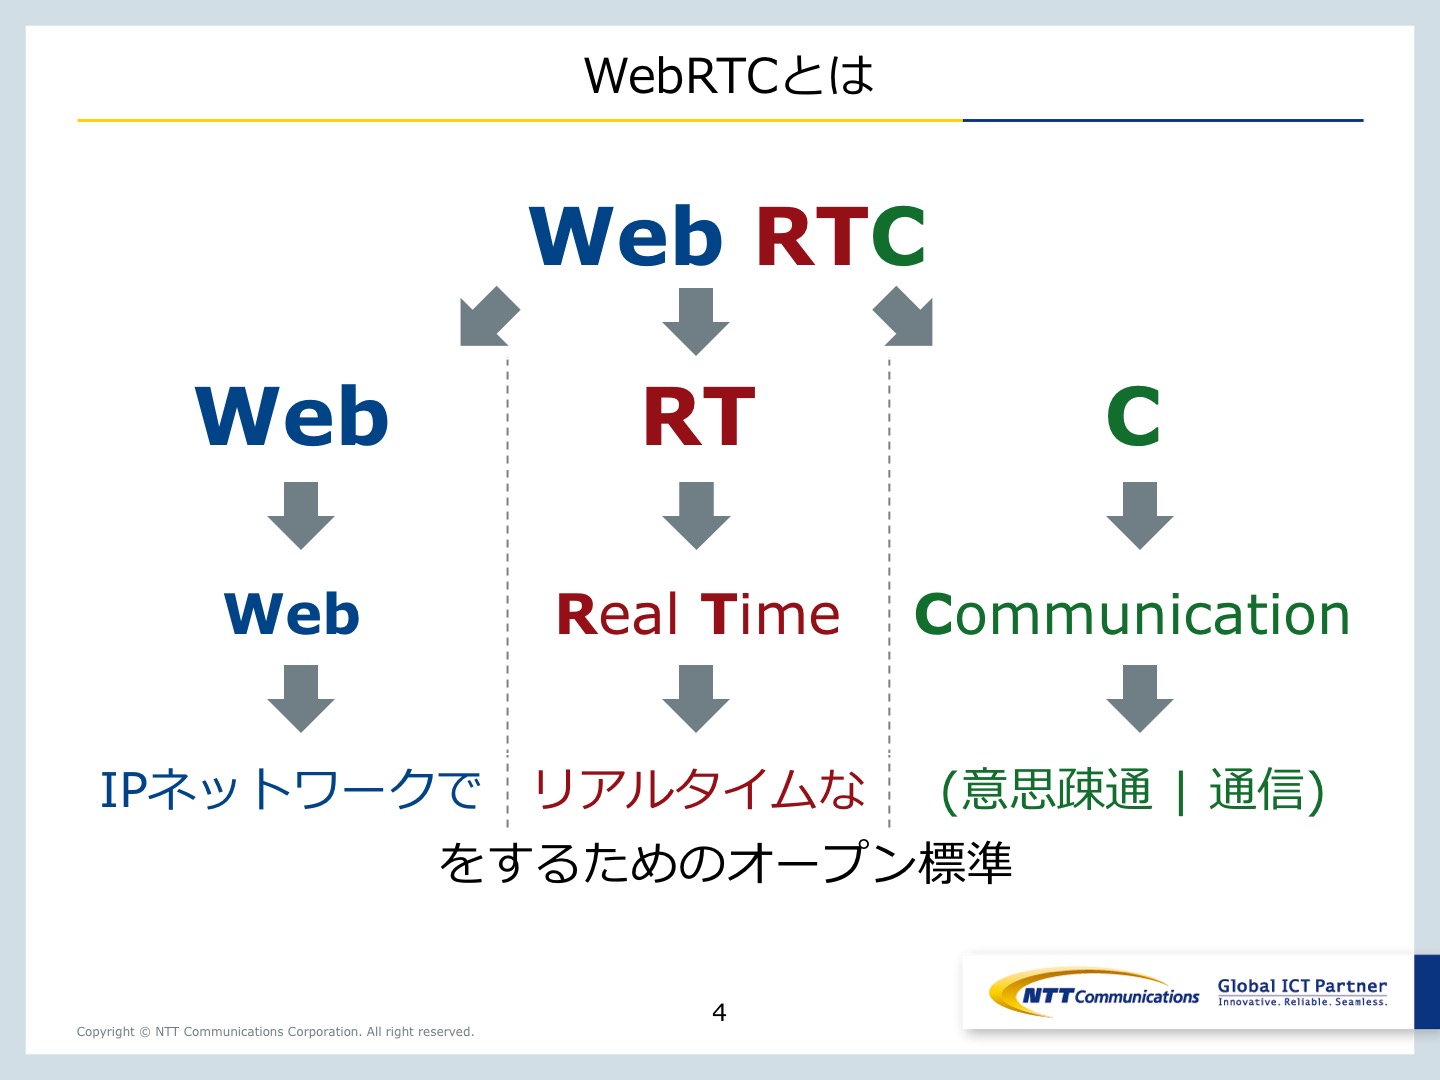 WebRTCとは
Web RTC
Web RT C
Web Real Time Communication
IPネットワークで リアルタイムな (意思疎通 | 通信)
をするためのオープン標準
NTT Communications Global ICT Partner
Innovative. Reliable. Seamless.
4
Copyright © NTT Communications Corporation. All right reserved.